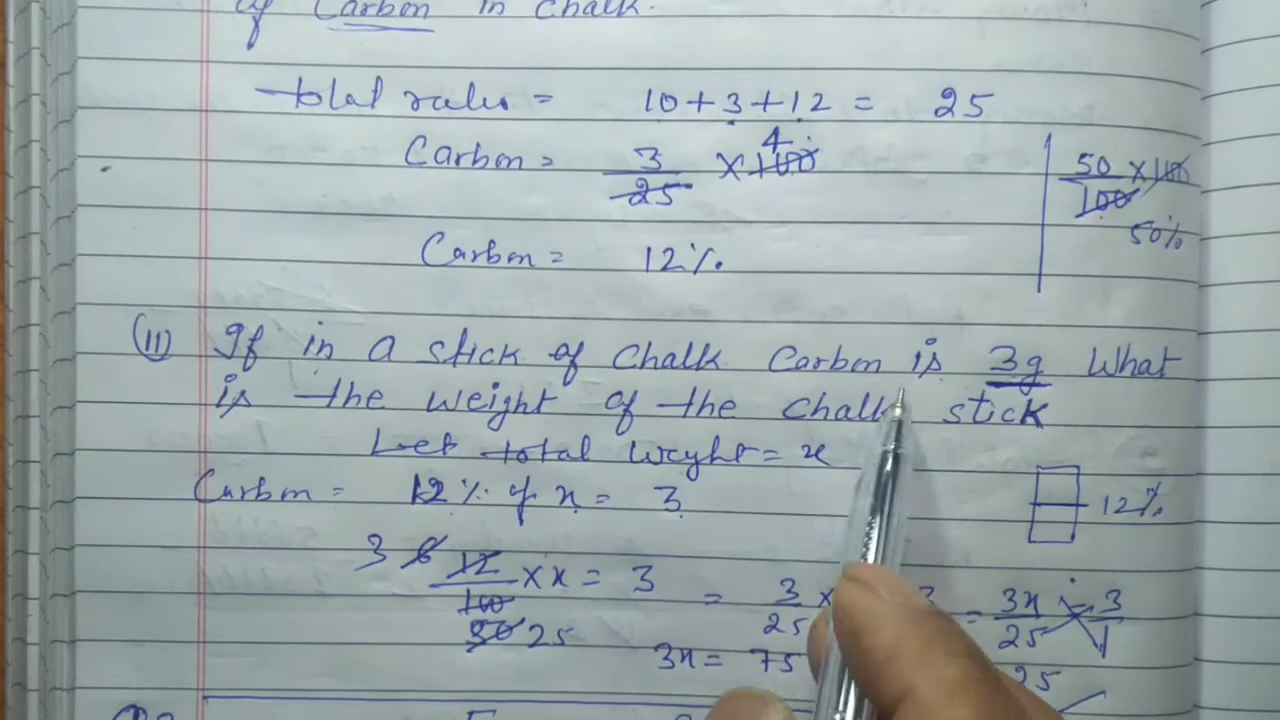 of Carbon in Chalk.
total ratio = 10 + 3 + 12 = 25
Carbon = 3/25 × 100 4
50/100 × 100
50%
Carbon = 12%
(II) If in a stick of Chalk Carbon is 3g What
is the weight of the Chalk stick
Let total weight = x
Carbon = 12% of x = 3
12%
3 6 12/100 × x = 3 = 3/25 × 3 = 3x/25 = 3/1
50 25
3x = 75
25